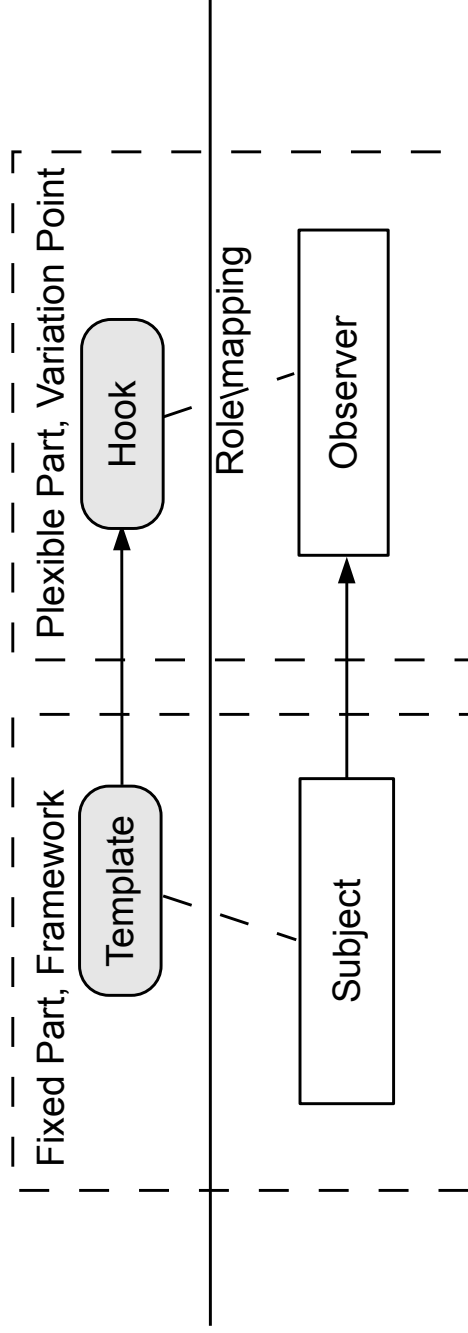 Fixed Part, Framework
Plexible Part, Variation Point
Template
Hook
Role\mapping
Subject
Observer